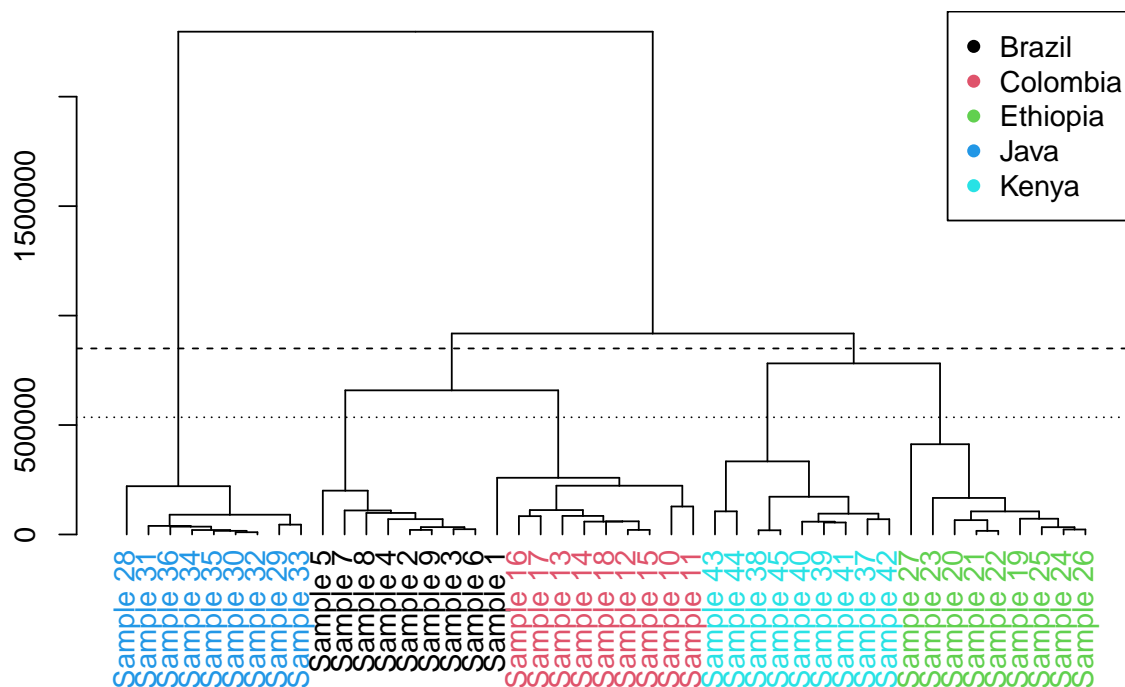 Brazil
Colombia
Ethiopia
Java
Kenya
1500000
500000
0
Sample 28
Sample 31
Sample 36
Sample 34
Sample 35
Sample 30
Sample 32
Sample 29
Sample 33
Sample 5
Sample 7
Sample 8
Sample 4
Sample 2
Sample 9
Sample 3
Sample 6
Sample 1
Sample 16
Sample 17
Sample 13
Sample 14
Sample 18
Sample 12
Sample 15
Sample 10
Sample 11
Sample 43
Sample 44
Sample 38
Sample 45
Sample 40
Sample 39
Sample 41
Sample 37
Sample 42
Sample 27
Sample 23
Sample 20
Sample 21
Sample 22
Sample 19
Sample 25
Sample 24
Sample 26